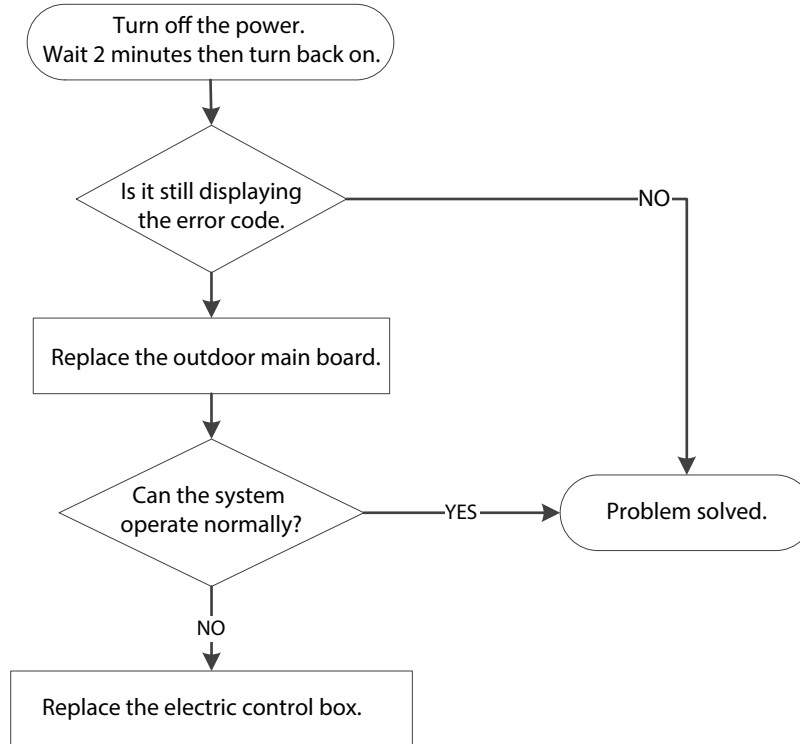 Turn off the power.
Wait 2 minutes then turn back on.
Is it still displaying
the error code.
NO
Replace the outdoor main board.
Can the system
operate normally?
YES
Problem solved.
NO
Replace the electric control box.